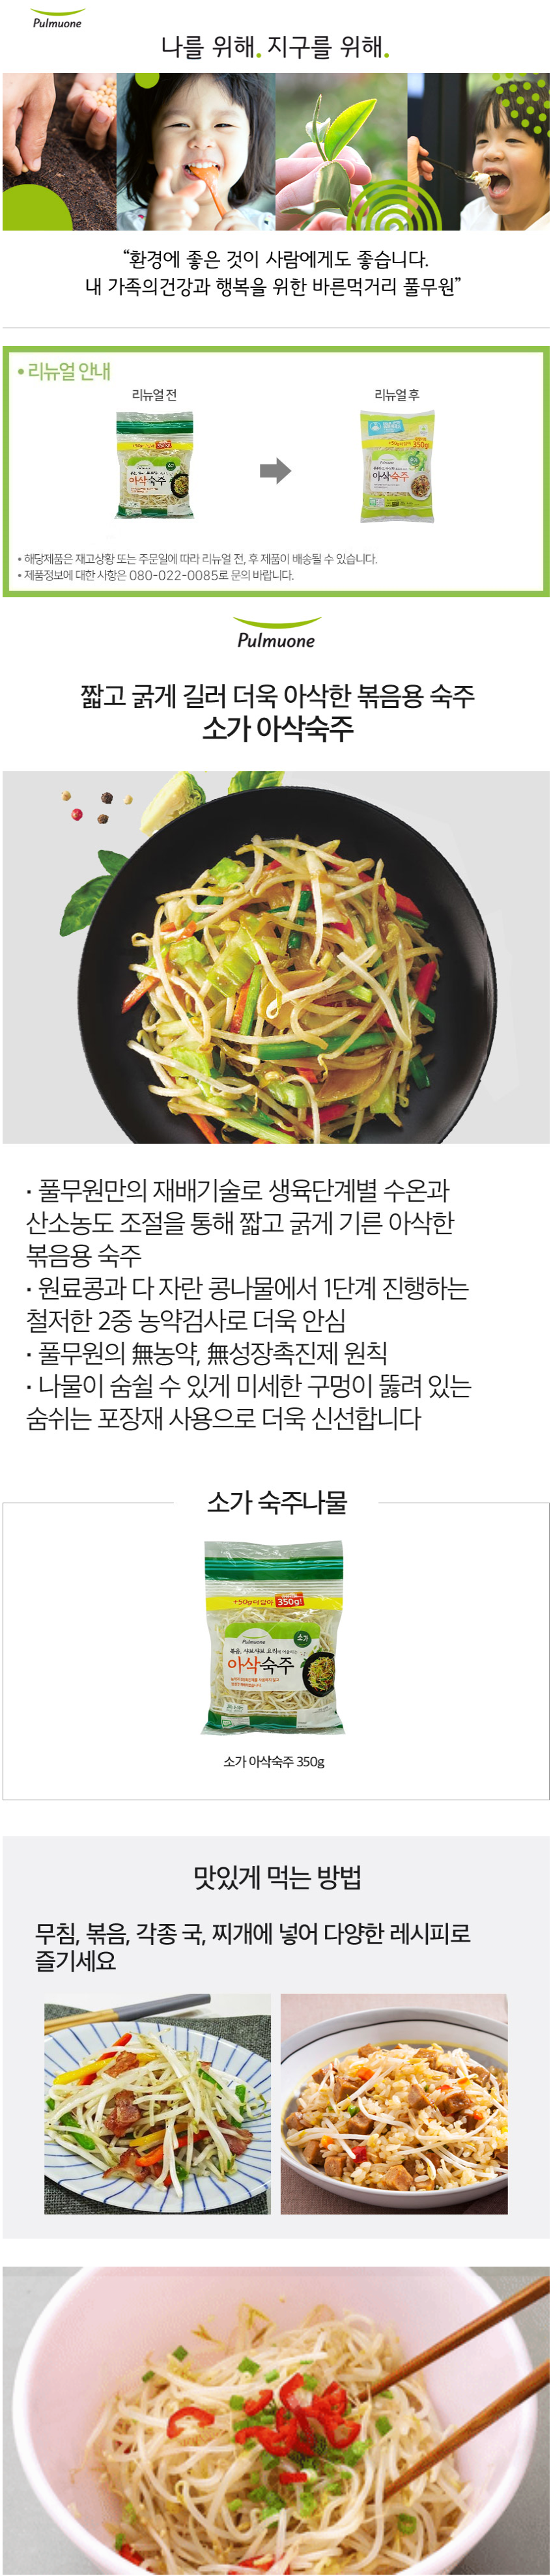 Pulmuone
나를 위해. 지구를 위해.
“환경에 좋은 것이 사람에게도 좋습니다.
내 가족의건강과 행복을 위한 바른먹거리 풀무원”
• 리뉴얼 안내
리뉴얼 전
리뉴얼 후
아삭숙주
350g
Pulmuone
아삭숙주
• 해당제품은 재고상황 또는 주문일에 따라 리뉴얼 전, 후 제품이 배송될 수 있습니다.
• 제품정보에 대한 사항은 080-022-0085로 문의 바랍니다.
Pulmuone
짧고 굵게 길러 더욱 아삭한 볶음용 숙주
소가 아삭숙주
· 풀무원만의 재배기술로 생육단계별 수온과
산소농도 조절을 통해 짧고 굵게 기른 아삭한
볶음용 숙주
· 원료콩과 다 자란 콩나물에서 1단계 진행하는
철저한 2중 농약검사로 더욱 안심
· 풀무원의 無농약, 無성장촉진제 원칙
· 나물이 숨쉴 수 있게 미세한 구멍이 뚫려 있는
숨쉬는 포장재 사용으로 더욱 신선합니다
소가 숙주나물
+50g 더 담아 350g!
Pulmuone
소가
볶음, 샤브샤브 요리에
아삭숙주
소가 아삭숙주 350g
맛있게 먹는 방법
무침, 볶음, 각종 국, 찌개에 넣어 다양한 레시피로
즐기세요